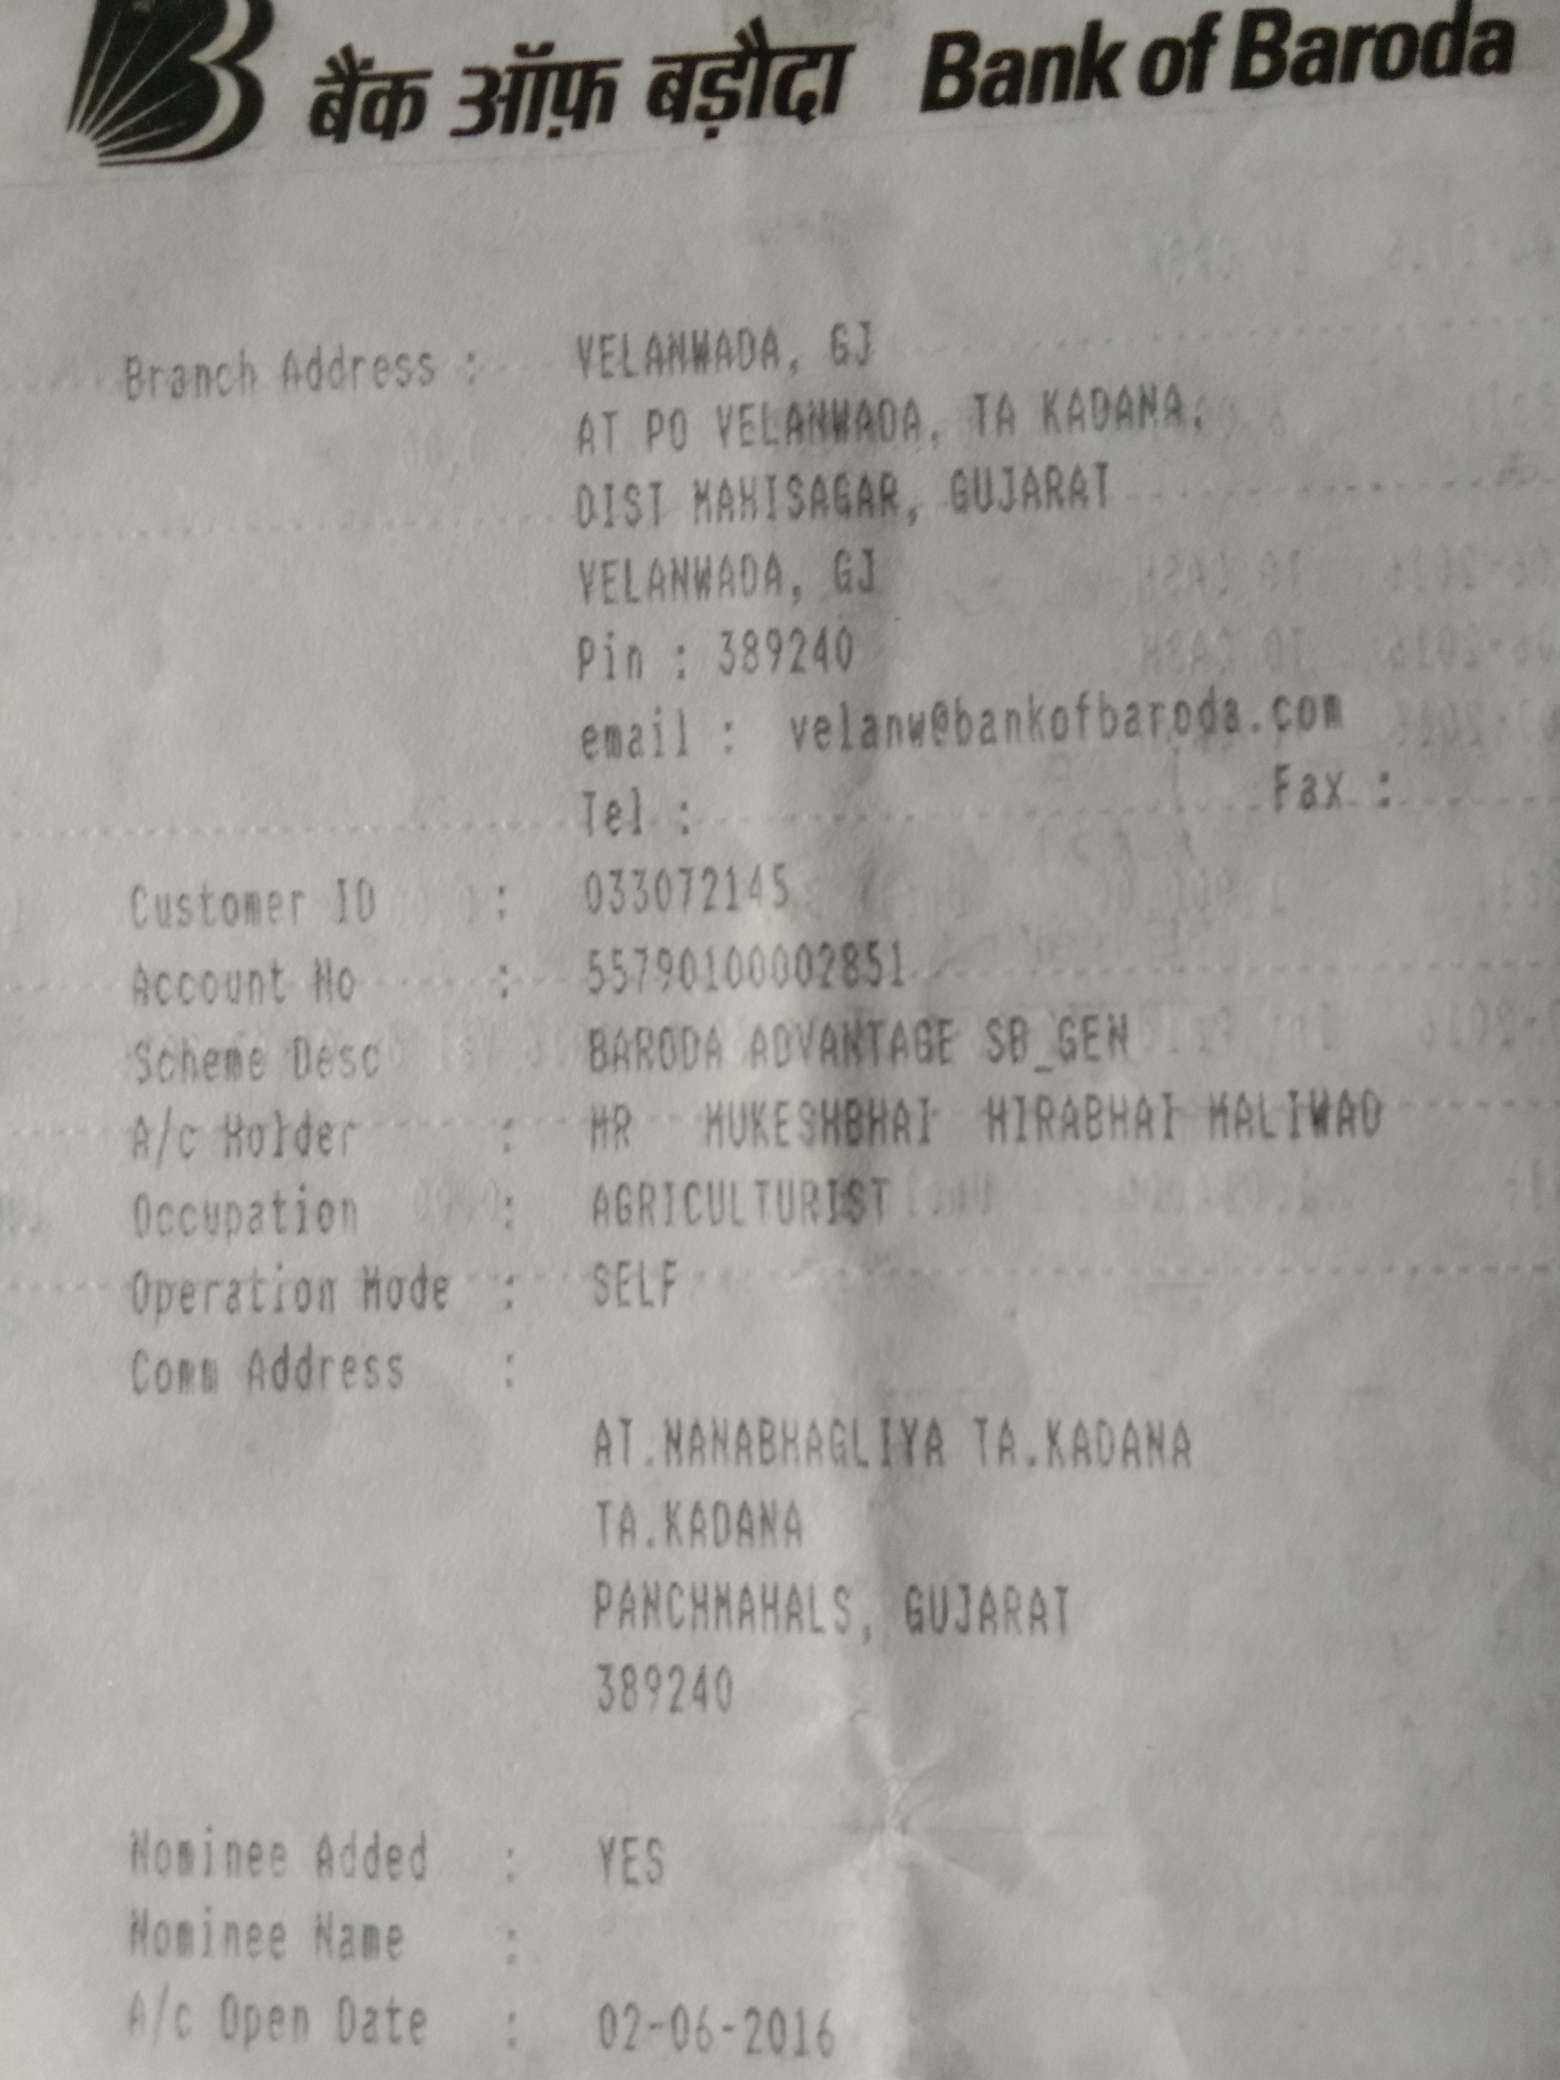 बैंक ऑफ़ बड़ौदा Bank of Baroda
Branch Address : VELANWADA, GJ
AT PO VELANWADA, TA KADANA,
DIST MAHISAGAR, GUJARAT
VELANWADA, GJ
Pin : 389240
email : velanw@bankofbaroda.com
Tel : Fax :
Customer ID : 033072145
Account No : 55790100002851
Scheme Desc BARODA ADVANTAGE SB_GEN
A/c Holder : MR MUKESHBHAI HIRABHAI MALIWAD
Occupation : AGRICULTURIST
Operation Mode : SELF
Comm Address :
AT.NANABHAGLIYA TA.KADANA
TA.KADANA
PANCHMAHALS, GUJARAT
389240
Nominee Added : YES
Nominee Name :
A/c Open Date : 02-06-2016